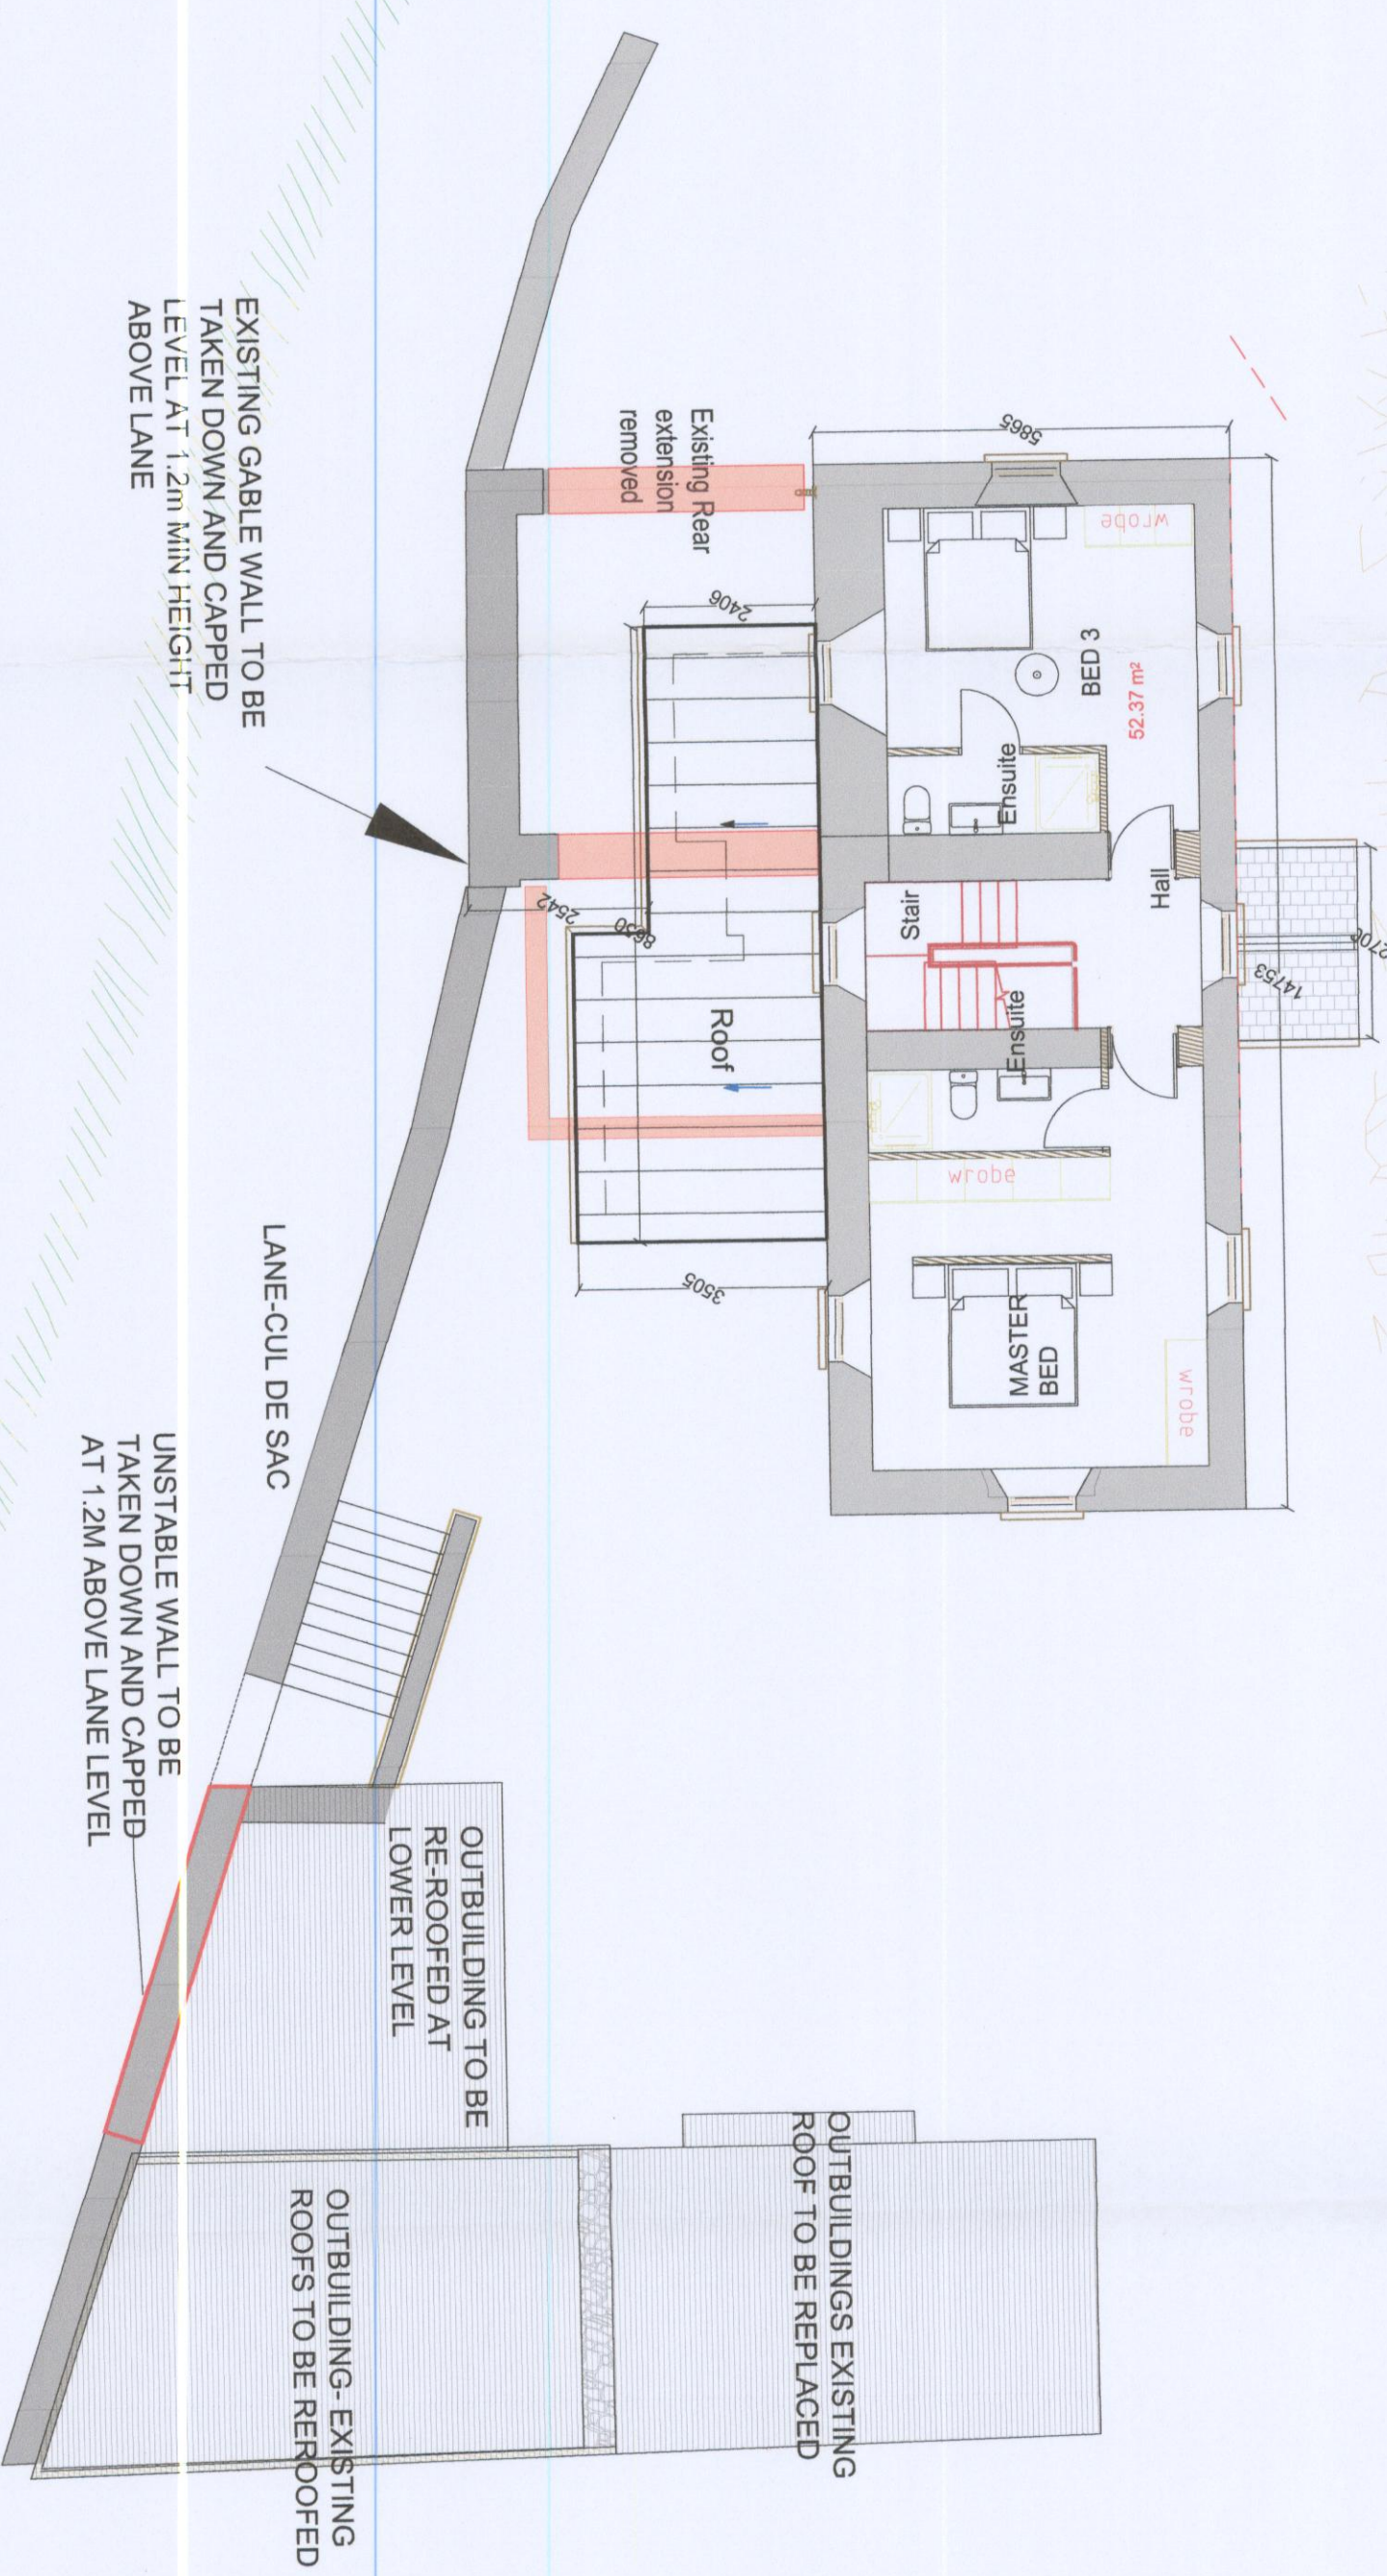 EXISTING GABLE WALL TO BE
TAKEN DOWN AND CAPPED
LEVEL AT 1.2m MIN HEIGHT
ABOVE LANE
Existing Rear
extension
removed
5865
wrobe
BED 3
52.37 m²
2406
Ensuite
Hall
Stair
2542
8630
2700
14753
Ensuite
Roof
wrobe
3505
MASTER
BED
wrobe
LANE-CUL DE SAC
UNSTABLE WALL TO BE
TAKEN DOWN AND CAPPED
AT 1.2M ABOVE LANE LEVEL
OUTBUILDING TO BE
RE-ROOFED AT
LOWER LEVEL
OUTBUILDINGS EXISTING
ROOF TO BE REPLACED
OUTBUILDING- EXISTING
ROOFS TO BE REROOFED